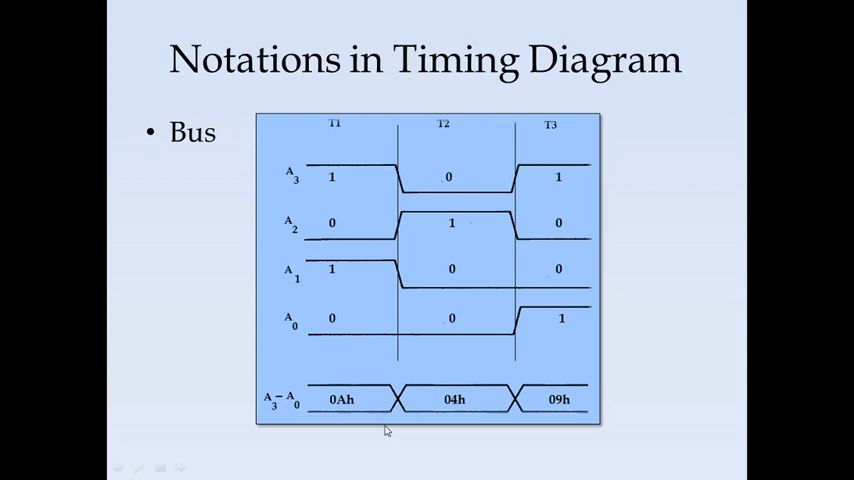 Notations in Timing Diagram
• Bus
T1 T2 T3
A3 1 0 1
A2 0 1 0
A1 1 0 0
A0 0 0 1
A3 – A0 0Ah 04h 09h